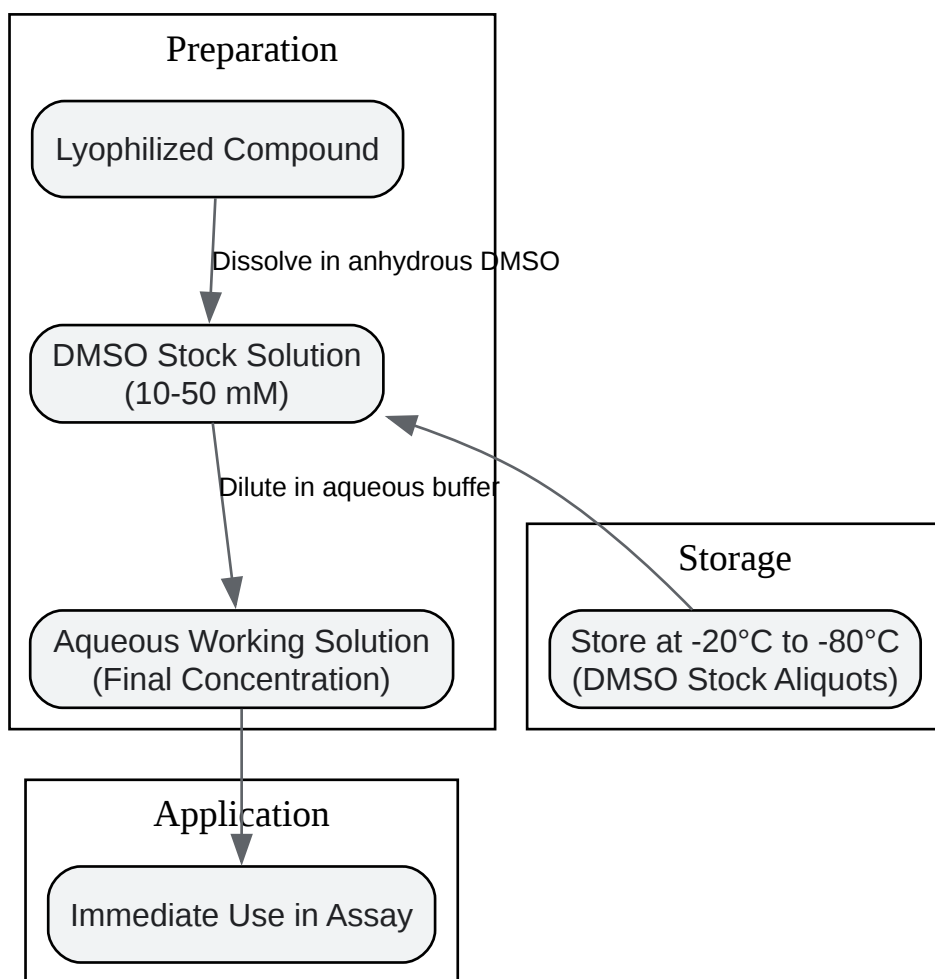 Preparation
Lyophilized Compound
Dissolve in anhydrous DMSO
DMSO Stock Solution
(10-50 mM)
Dilute in aqueous buffer
Aqueous Working Solution
(Final Concentration)
Storage
Store at -20°C to -80°C
(DMSO Stock Aliquots)
Application
Immediate Use in Assay